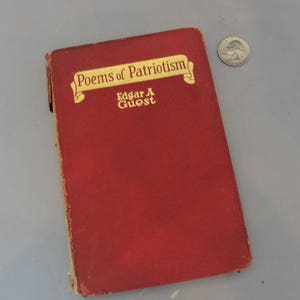 Poems of Patriotism
Edgar A
Guest